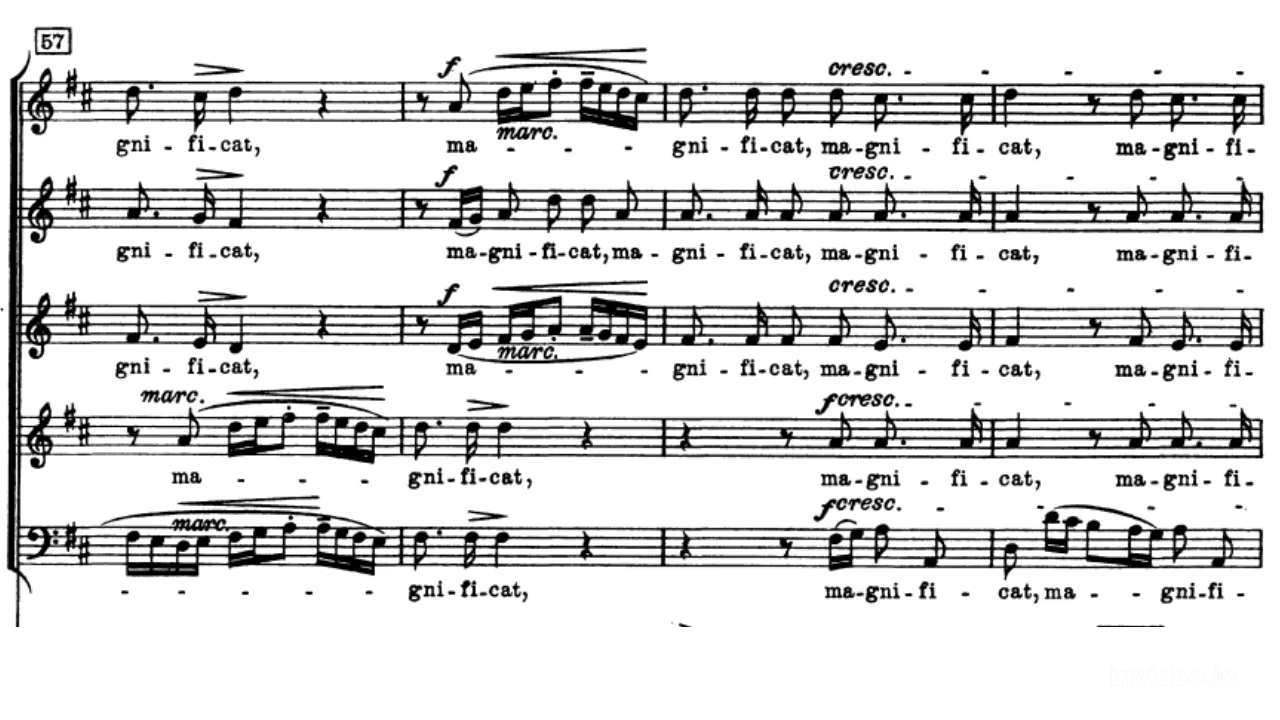 57
f cresc. - - - -
marc.
gni - fi - cat, ma - - - gni - fi - cat, ma - gni - fi - cat, ma - gni - fi -
f cresc. - - - -
gni - fi - cat, ma - gni - fi - cat, ma - gni - fi - cat, ma - gni - fi - cat, ma - gni - fi -
f cresc. - - - -
marc.
gni - fi - cat, ma - - - - gni - fi - cat, ma - gni - fi - cat, ma - gni - fi -
marc. fcresc. - - - -
ma - - - gni - fi - cat, ma - gni - fi - cat, ma - gni - fi -
marc. fcresc. - - - -
- - - - gni - fi - cat, ma - gni - fi - cat, ma - - gni - fi -